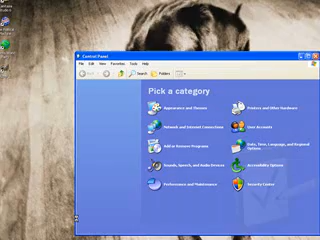 Control Panel
File Edit View Favorites Tools Help
Back Search Folders
Pick a category
Appearance and Themes
Printers and Other Hardware
Network and Internet Connections
User Accounts
Add or Remove Programs
Date, Time, Language, and Regional
Options
Sounds, Speech, and Audio Devices
Accessibility Options
Performance and Maintenance
Security Center